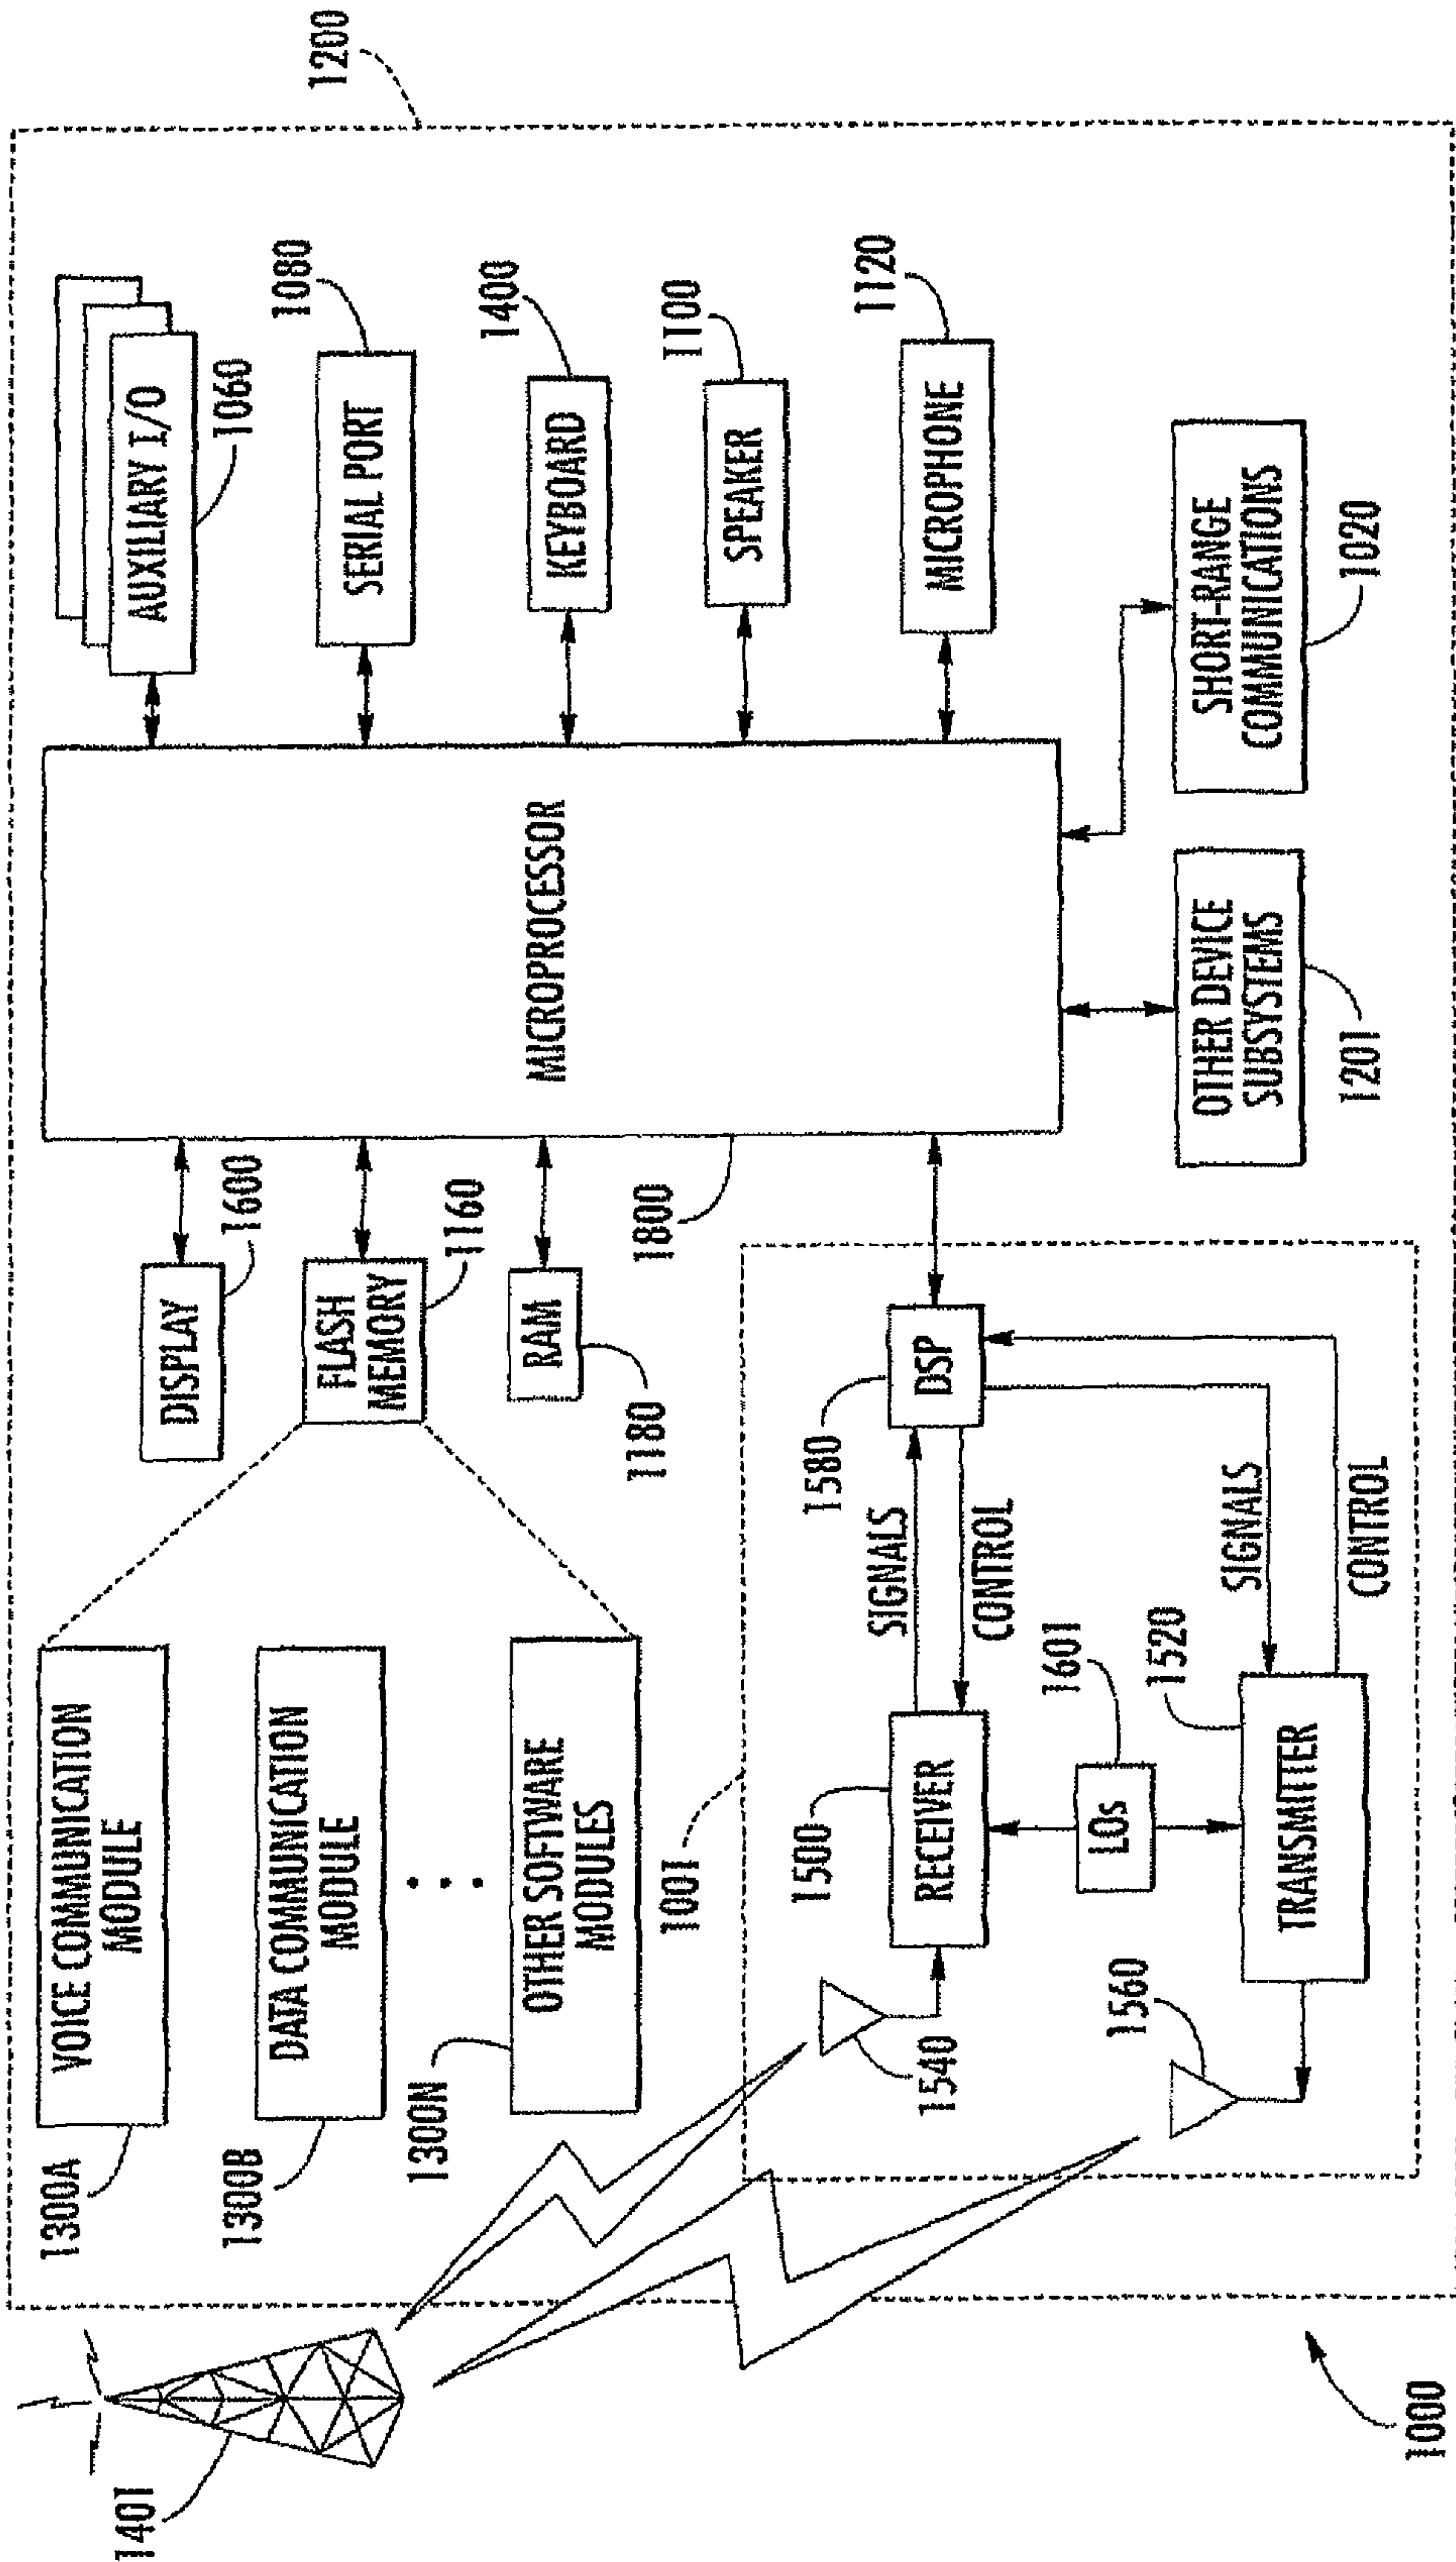 1401
1300A
VOICE COMMUNICATION
MODULE
1300B
DATA COMMUNICATION
MODULE
1300N
OTHER SOFTWARE
MODULES
DISPLAY
1600
FLASH
MEMORY
1160
RAM
1180
1800
MICROPROCESSOR
AUXILIARY I/O
1060
SERIAL PORT
1080
KEYBOARD
1400
SPEAKER
1100
MICROPHONE
1120
1200
1001
1500
RECEIVER
1540
SIGNALS
CONTROL
1580
DSP
LOs
1601
1560
TRANSMITTER
1520
SIGNALS
CONTROL
OTHER DEVICE
SUBSYSTEMS
1201
SHORT-RANGE
COMMUNICATIONS
1020
1000